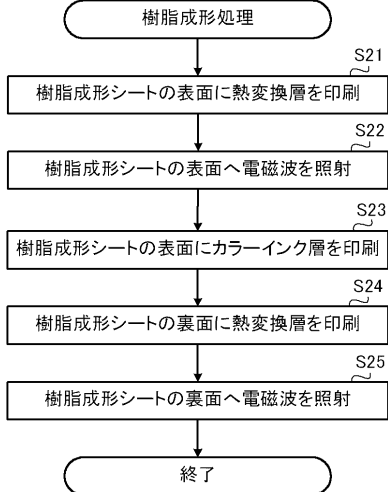 樹脂成形処理
S21
樹脂成形シートの表面に熱変換層を印刷
S22
樹脂成形シートの表面へ電磁波を照射
S23
樹脂成形シートの表面にカラーインク層を印刷
S24
樹脂成形シートの裏面に熱変換層を印刷
S25
樹脂成形シートの裏面へ電磁波を照射
終了